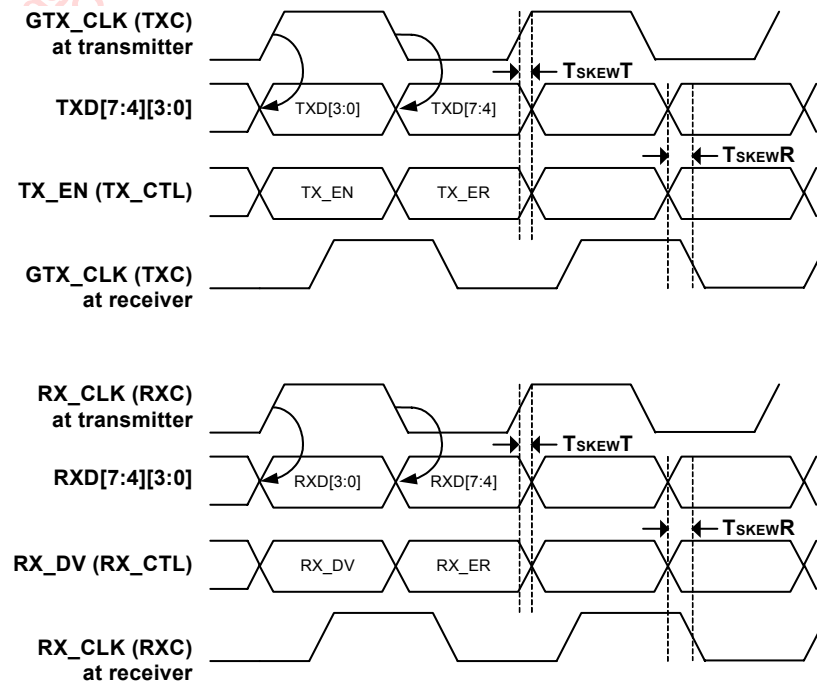 GTX_CLK (TXC)
at transmitter
TSKEWT
TXD[7:4][3:0]
TXD[3:0]
TXD[7:4]
TSKEWR
TX_EN (TX_CTL)
TX_EN
TX_ER
GTX_CLK (TXC)
at receiver
RX_CLK (RXC)
at transmitter
TSKEWT
RXD[7:4][3:0]
RXD[3:0]
RXD[7:4]
TSKEWR
RX_DV (RX_CTL)
RX_DV
RX_ER
RX_CLK (RXC)
at receiver